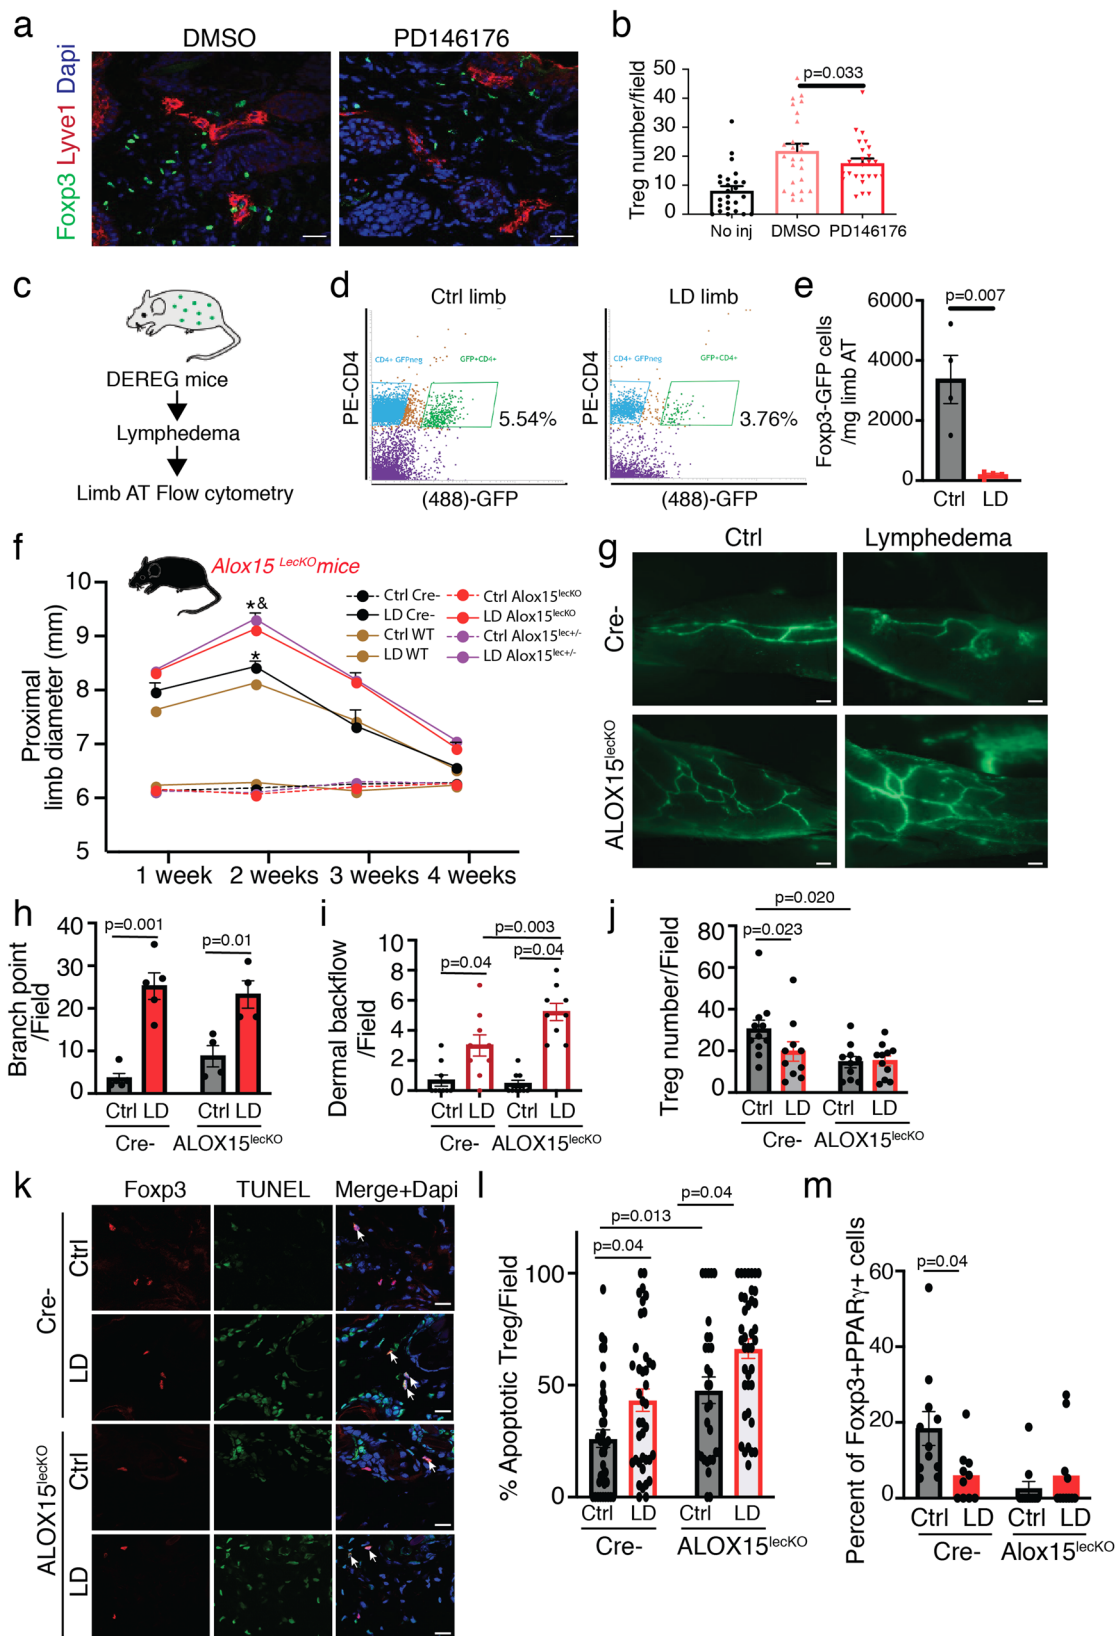 a
DMSO
PD146176
Foxp3 Lyve1 Dapi
b
p=0.033
Treg number/field
50
40
30
20
10
0
No inj
DMSO
PD146176
c
DEREG mice
Lymphedema
Limb AT Flow cytometry
d
Ctrl limb
LD limb
PE-CD4
CD4+ GFPneg
GFP+CD4+
5.54%
(488)-GFP
PE-CD4
CD4+ GFPneg
GFP+CD4+
3.76%
(488)-GFP
e
p=0.007
Foxp3-GFP cells
/mg limb AT
6000
4000
2000
0
Ctrl
LD
f
Alox15 LecKO mice
Proximal
limb diameter (mm)
10
9
8
7
6
5
*&
*
Ctrl Cre-
LD Cre-
Ctrl WT
LD WT
Ctrl Alox15lecKO
LD Alox15lecKO
Ctrl Alox15lec+/-
LD Alox15lec+/-
1 week
2 weeks
3 weeks
4 weeks
g
Ctrl
Lymphedema
Cre-
ALOX15lecKO
h
Branch point
/Field
40
30
20
10
0
p=0.001
p=0.01
Ctrl LD
Ctrl LD
Cre-
ALOX15lecKO
i
Dermal backflow
/Field
10
8
6
4
2
0
p=0.003
p=0.04
p=0.04
Ctrl LD
Ctrl LD
Cre-
ALOX15lecKO
j
Treg number/Field
80
60
40
20
0
p=0.020
p=0.023
Ctrl LD
Ctrl LD
Cre-
ALOX15lecKO
k
Foxp3
TUNEL
Merge+Dapi
Cre-
Ctrl
LD
ALOX15lecKO
Ctrl
LD
l
% Apoptotic Treg/Field
100
50
0
p=0.04
p=0.013
p=0.04
Ctrl LD
Ctrl LD
Cre-
ALOX15lecKO
m
Percent of Foxp3+PPARγ+ cells
60
40
20
0
p=0.04
Ctrl LD
Ctrl LD
Cre-
Alox15lecKO